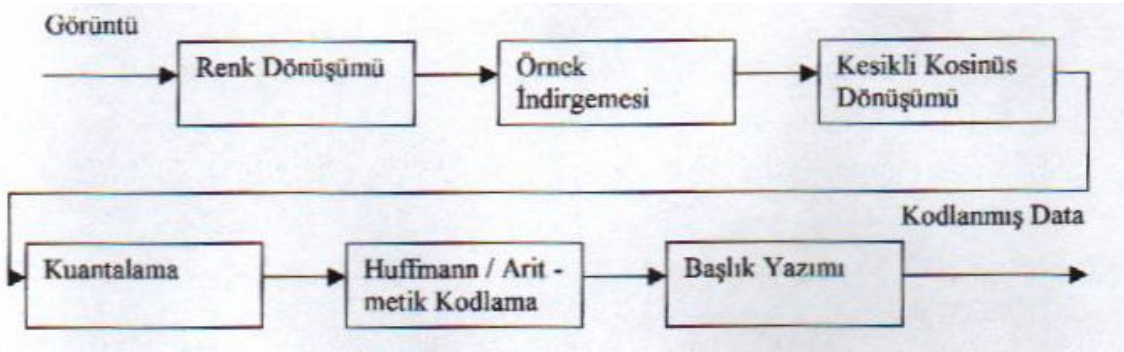 Görüntü
Renk Dönüşümü
Örnek
İndirgemesi
Kesikli Kosinüs
Dönüşümü
Kodlanmış Data
Kuantalama
Huffmann / Arit -
metik Kodlama
Başlık Yazımı